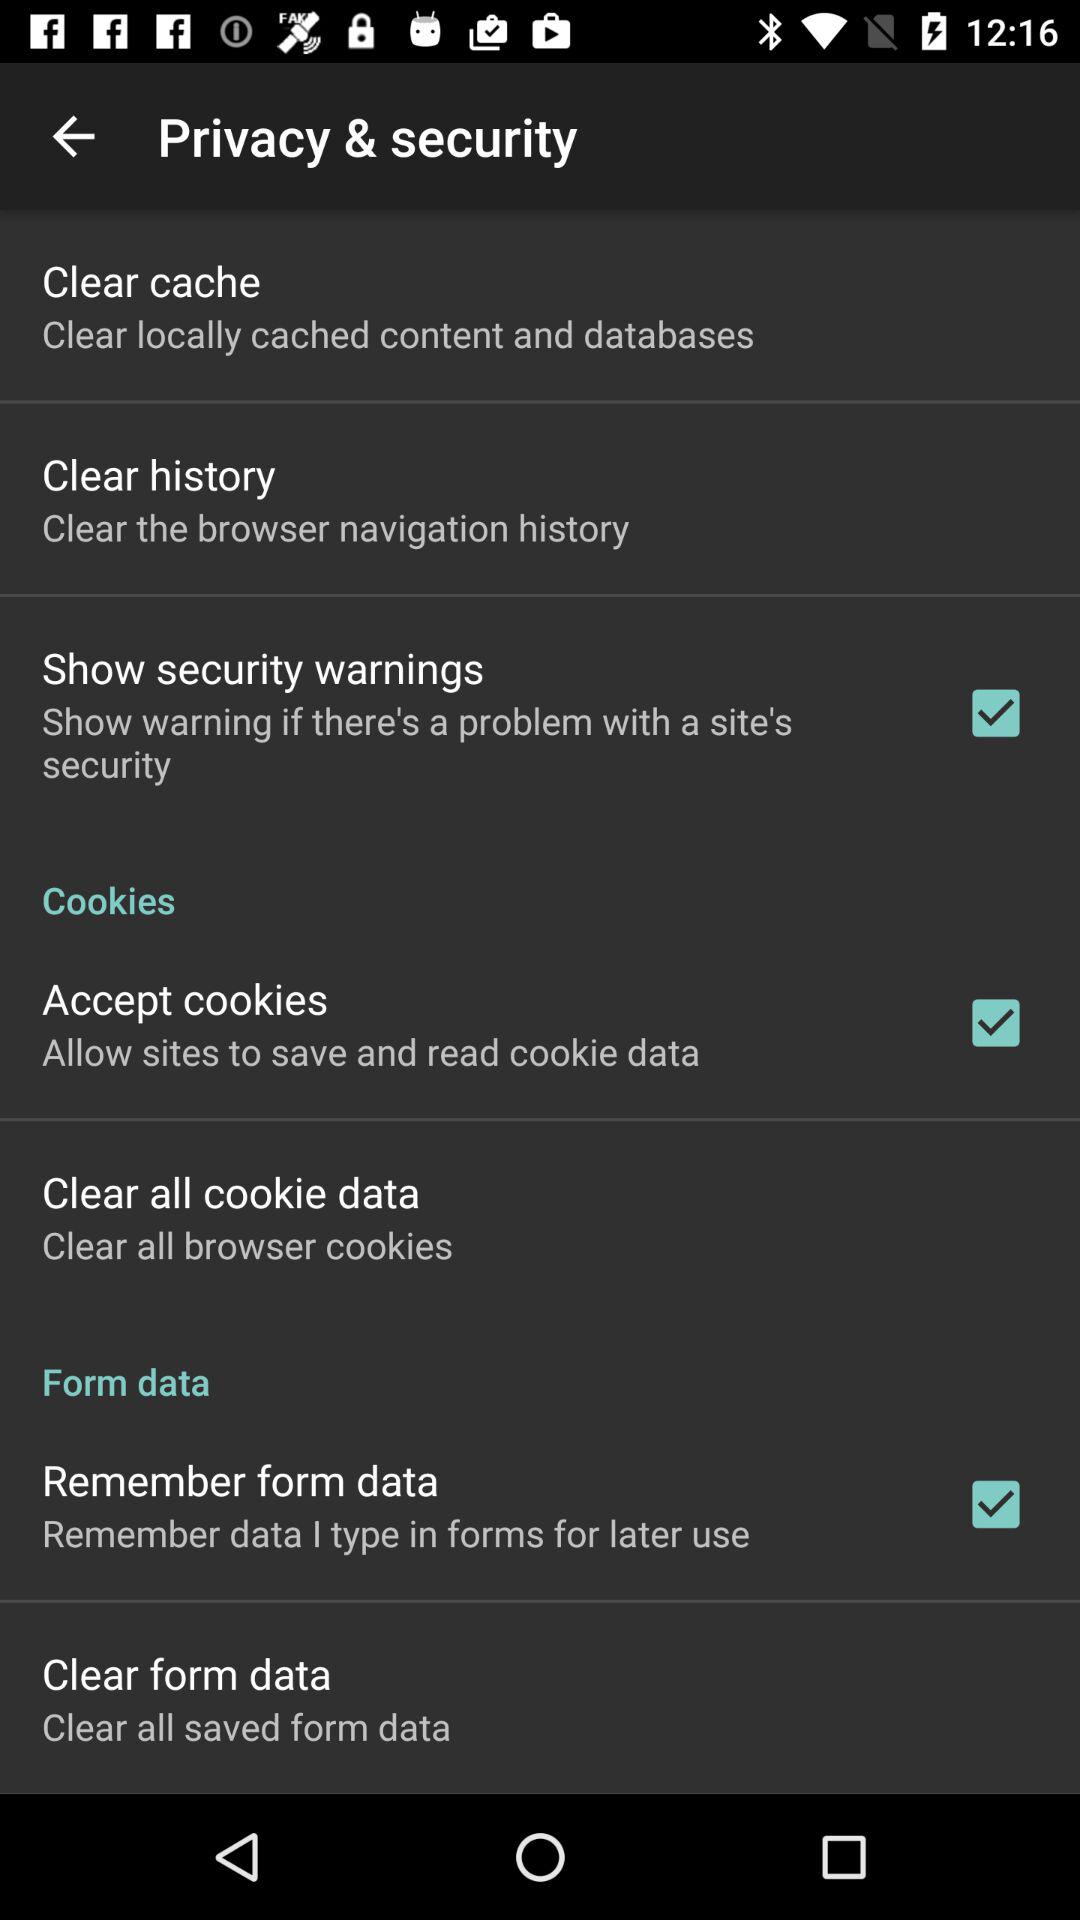 FAKE
12:16
Privacy & security
Clear cache
Clear locally cached content and databases
Clear history
Clear the browser navigation history
Show security warnings
Show warning if there's a problem with a site's
security
Cookies
Accept cookies
Allow sites to save and read cookie data
Clear all cookie data
Clear all browser cookies
Form data
Remember form data
Remember data I type in forms for later use
Clear form data
Clear all saved form data